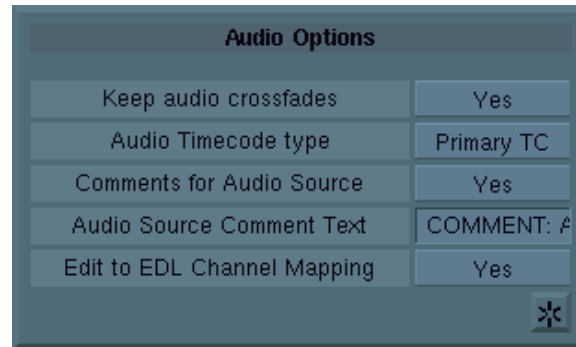 Audio Options
Keep audio crossfades Yes
Audio Timecode type Primary TC
Comments for Audio Source Yes
Audio Source Comment Text COMMENT:
Edit to EDL Channel Mapping Yes